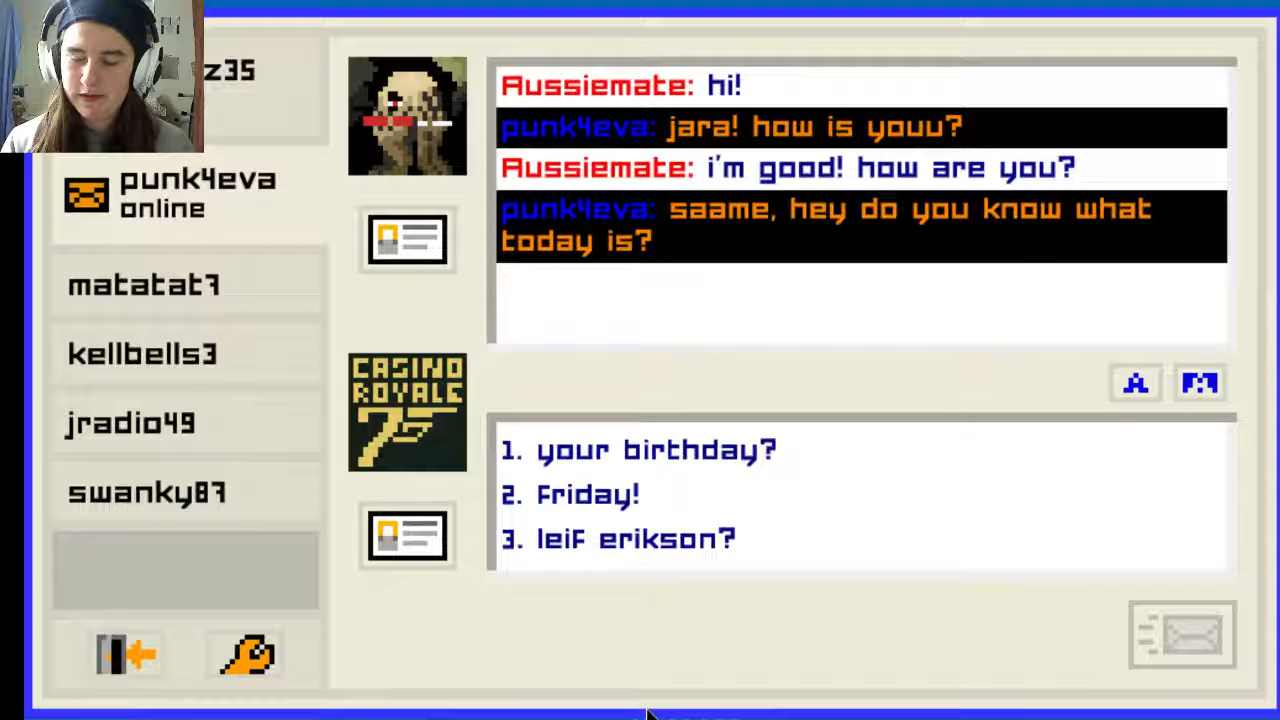 z35
punk4eva
online
matatat7
kellbells3
jradio49
swanky87
Aussiemate: hi!
punk4eva: jara! how is youu?
Aussiemate: i'm good! how are you?
punk4eva: saame, hey do you know what
today is?
CASINO
ROYALE
7
A
1. your birthday?
2. Friday!
3. leif erikson?